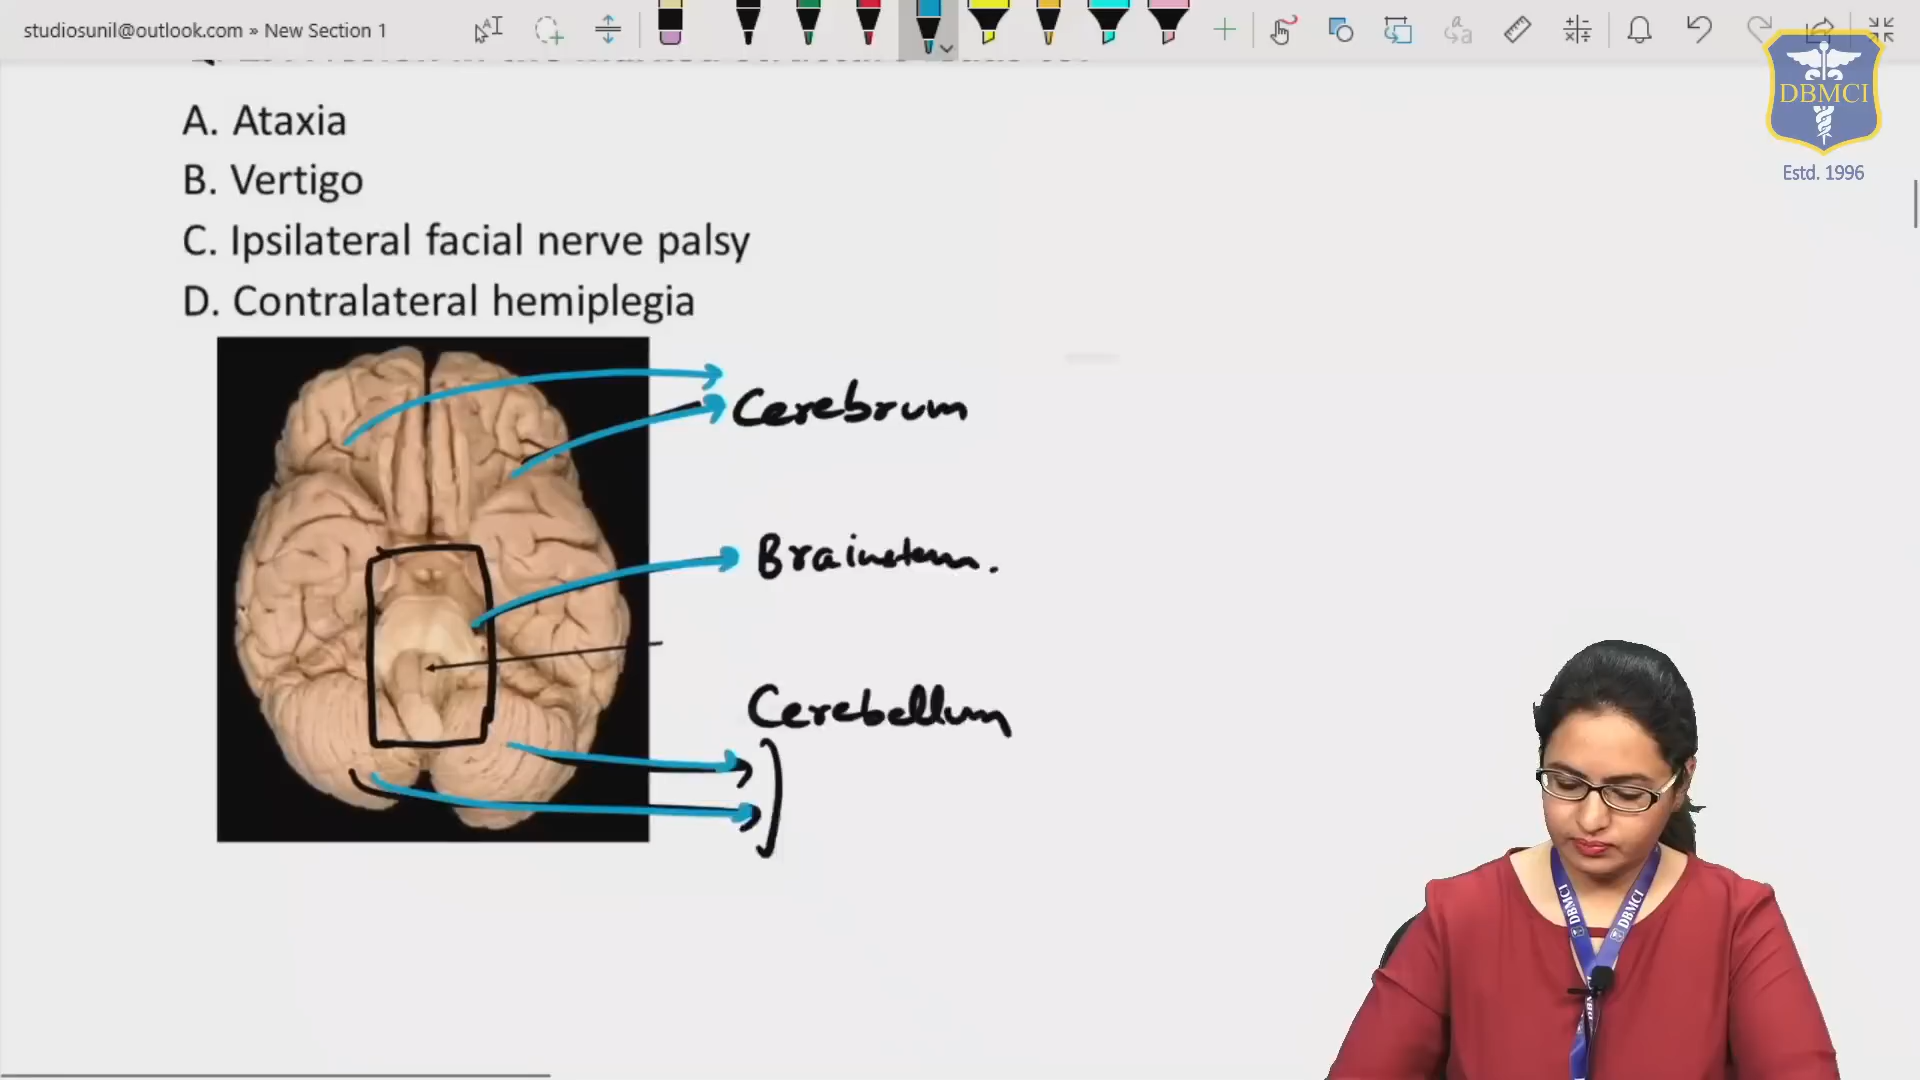 studiosunil@outlook.com » New Section 1
DBMCI
Estd. 1996
A. Ataxia
B. Vertigo
C. Ipsilateral facial nerve palsy
D. Contralateral hemiplegia
Cerebrum
Brainstem.
Cerebellum
DBMCI
DBMCI